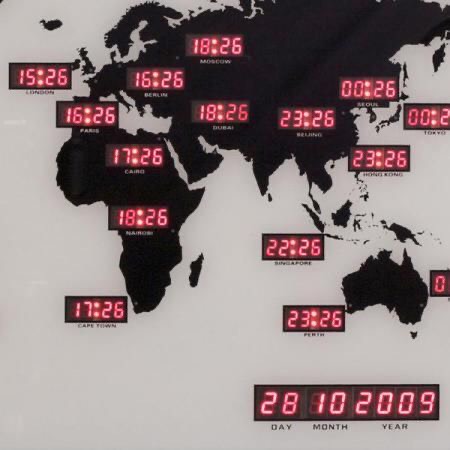 18:26
MOSCOW
15:26
LONDON
16:26
BERLIN
00:26
SEOUL
16:26
PARIS
18:26
DUBAI
23:26
BEIJING
00:2
TOKYO
17:26
CAIRO
23:26
HONG KONG
18:26
NAIROBI
22:26
SINGAPORE
17:26
CAPE TOWN
23:26
PERTH
0
28 10 2009
DAY MONTH YEAR